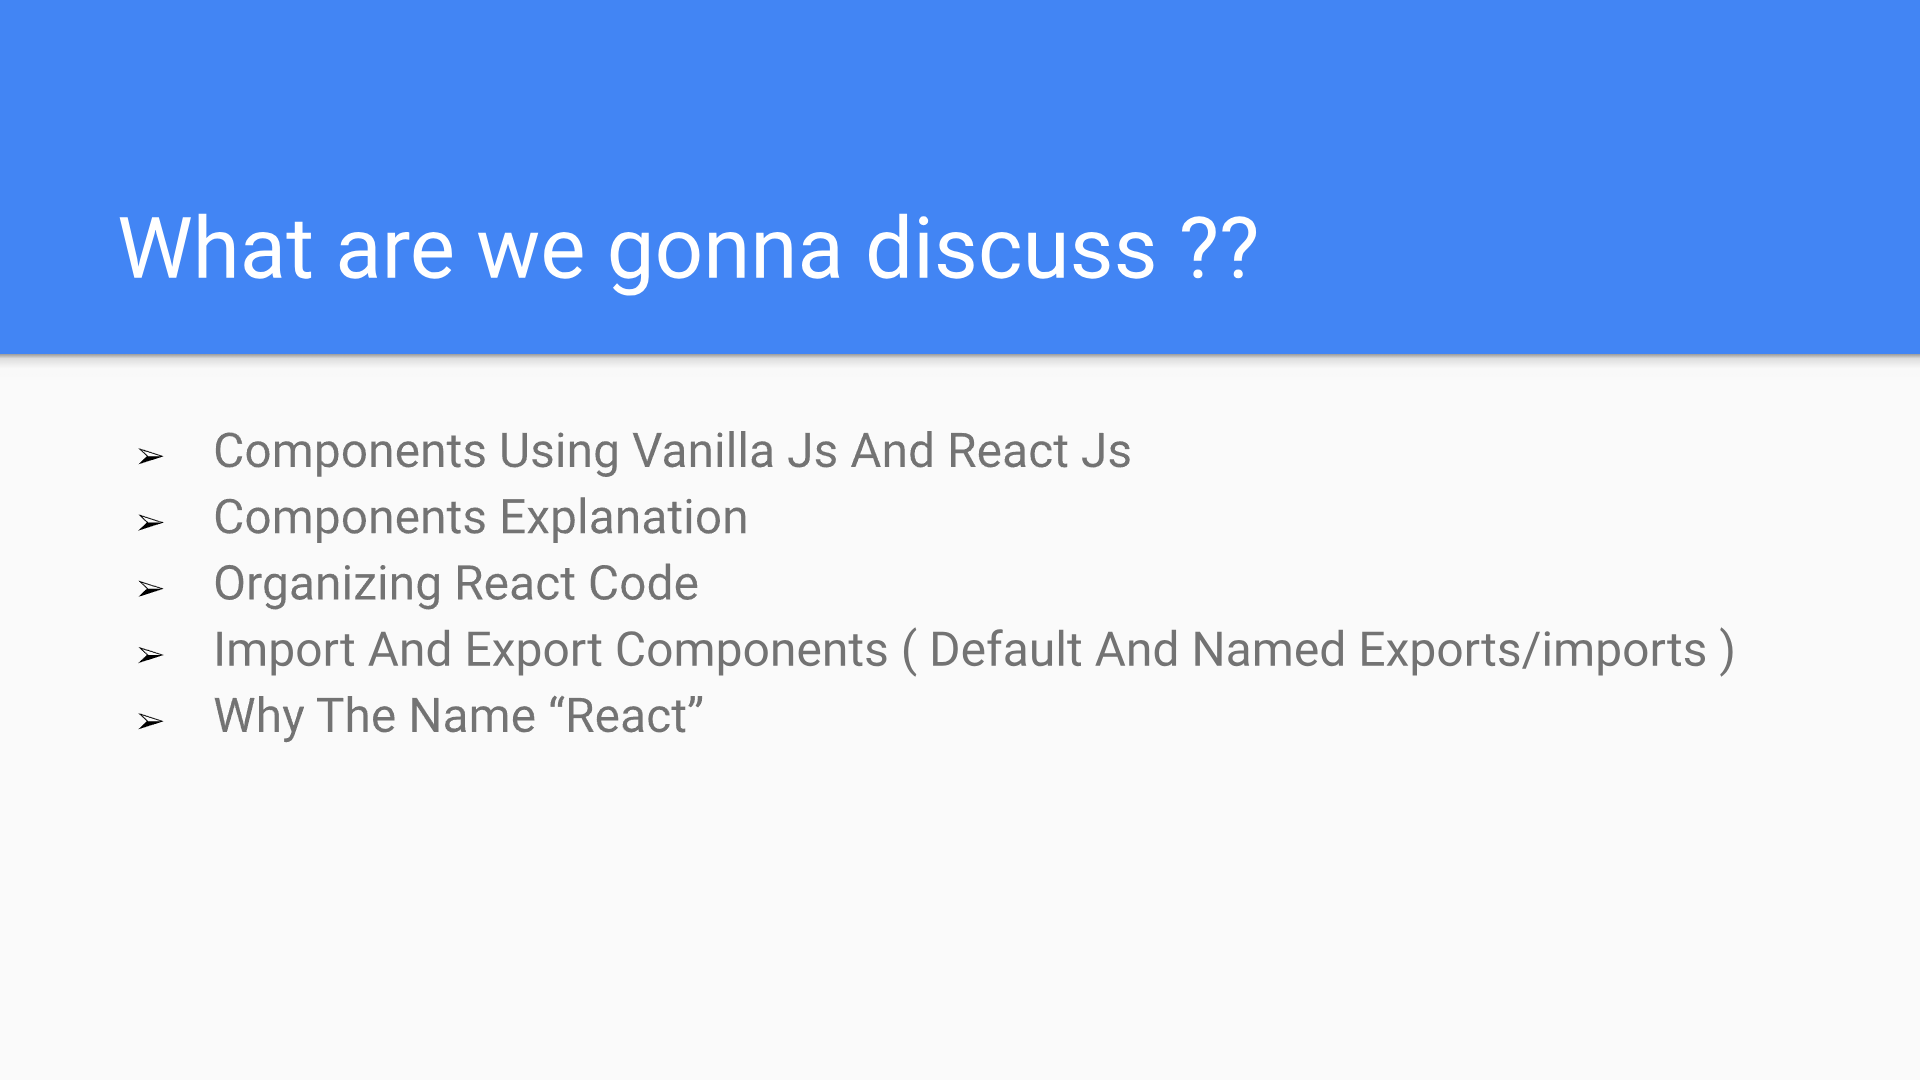 What are we gonna discuss ??
➢ Components Using Vanilla Js And React Js
➢ Components Explanation
➢ Organizing React Code
➢ Import And Export Components ( Default And Named Exports/imports )
➢ Why The Name “React”